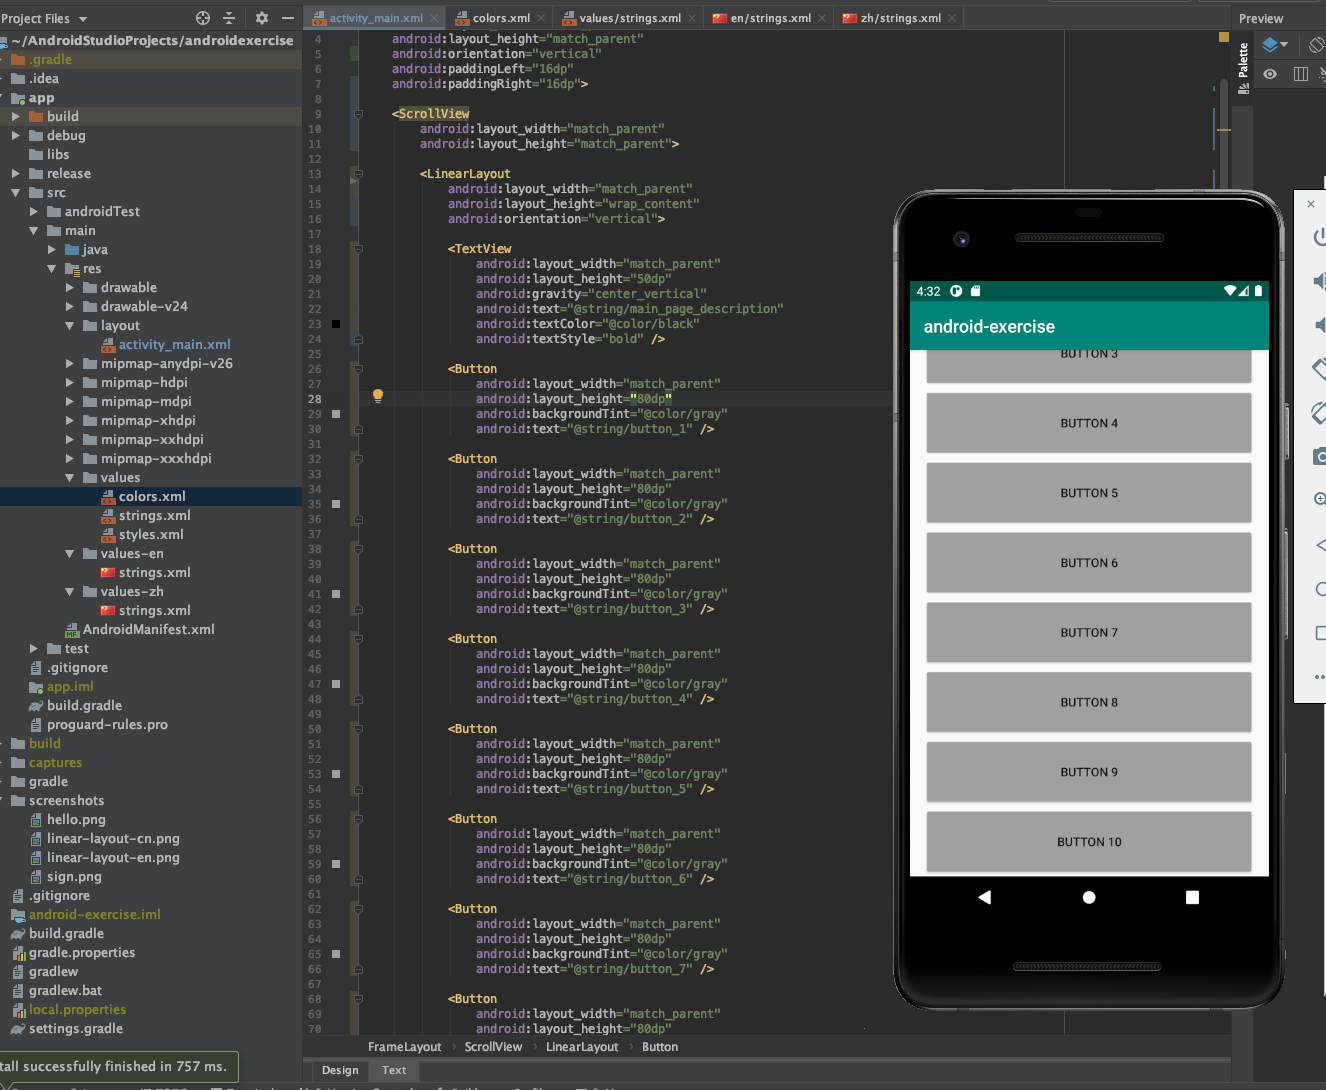 Project Files
~/AndroidStudioProjects/androidexercise
.gradle
.idea
app
build
debug
libs
release
src
androidTest
main
java
res
drawable
drawable-v24
layout
activity_main.xml
mipmap-anydpi-v26
mipmap-hdpi
mipmap-mdpi
mipmap-xhdpi
mipmap-xxhdpi
mipmap-xxxhdpi
values
colors.xml
strings.xml
styles.xml
values-en
strings.xml
values-zh
strings.xml
AndroidManifest.xml
test
.gitignore
app.iml
build.gradle
proguard-rules.pro
build
captures
gradle
screenshots
hello.png
linear-layout-cn.png
linear-layout-en.png
sign.png
.gitignore
android-exercise.iml
build.gradle
gradle.properties
gradlew
gradlew.bat
local.properties
settings.gradle
tall successfully finished in 757 ms.
activity_main.xml colors.xml values/strings.xml en/strings.xml zh/strings.xml
4 android:layout_height="match_parent"
5 android:orientation="vertical"
6 android:paddingLeft="16dp"
7 android:paddingRight="16dp">
8
9 <ScrollView
10 android:layout_width="match_parent"
11 android:layout_height="match_parent">
12
13 <LinearLayout
14 android:layout_width="match_parent"
15 android:layout_height="wrap_content"
16 android:orientation="vertical">
17
18 <TextView
19 android:layout_width="match_parent"
20 android:layout_height="50dp"
21 android:gravity="center_vertical"
22 android:text="@string/main_page_description"
23 android:textColor="@color/black"
24 android:textStyle="bold" />
25
26 <Button
27 android:layout_width="match_parent"
28 android:layout_height="80dp"
29 android:backgroundTint="@color/gray"
30 android:text="@string/button_1" />
31
32 <Button
33 android:layout_width="match_parent"
34 android:layout_height="80dp"
35 android:backgroundTint="@color/gray"
36 android:text="@string/button_2" />
37
38 <Button
39 android:layout_width="match_parent"
40 android:layout_height="80dp"
41 android:backgroundTint="@color/gray"
42 android:text="@string/button_3" />
43
44 <Button
45 android:layout_width="match_parent"
46 android:layout_height="80dp"
47 android:backgroundTint="@color/gray"
48 android:text="@string/button_4" />
49
50 <Button
51 android:layout_width="match_parent"
52 android:layout_height="80dp"
53 android:backgroundTint="@color/gray"
54 android:text="@string/button_5" />
55
56 <Button
57 android:layout_width="match_parent"
58 android:layout_height="80dp"
59 android:backgroundTint="@color/gray"
60 android:text="@string/button_6" />
61
62 <Button
63 android:layout_width="match_parent"
64 android:layout_height="80dp"
65 android:backgroundTint="@color/gray"
66 android:text="@string/button_7" />
67
68 <Button
69 android:layout_width="match_parent"
70 android:layout_height="80dp"
FrameLayout › ScrollView › LinearLayout › Button
Design Text
Preview
Palette
4:32
android-exercise
BUTTON 3
BUTTON 4
BUTTON 5
BUTTON 6
BUTTON 7
BUTTON 8
BUTTON 9
BUTTON 10